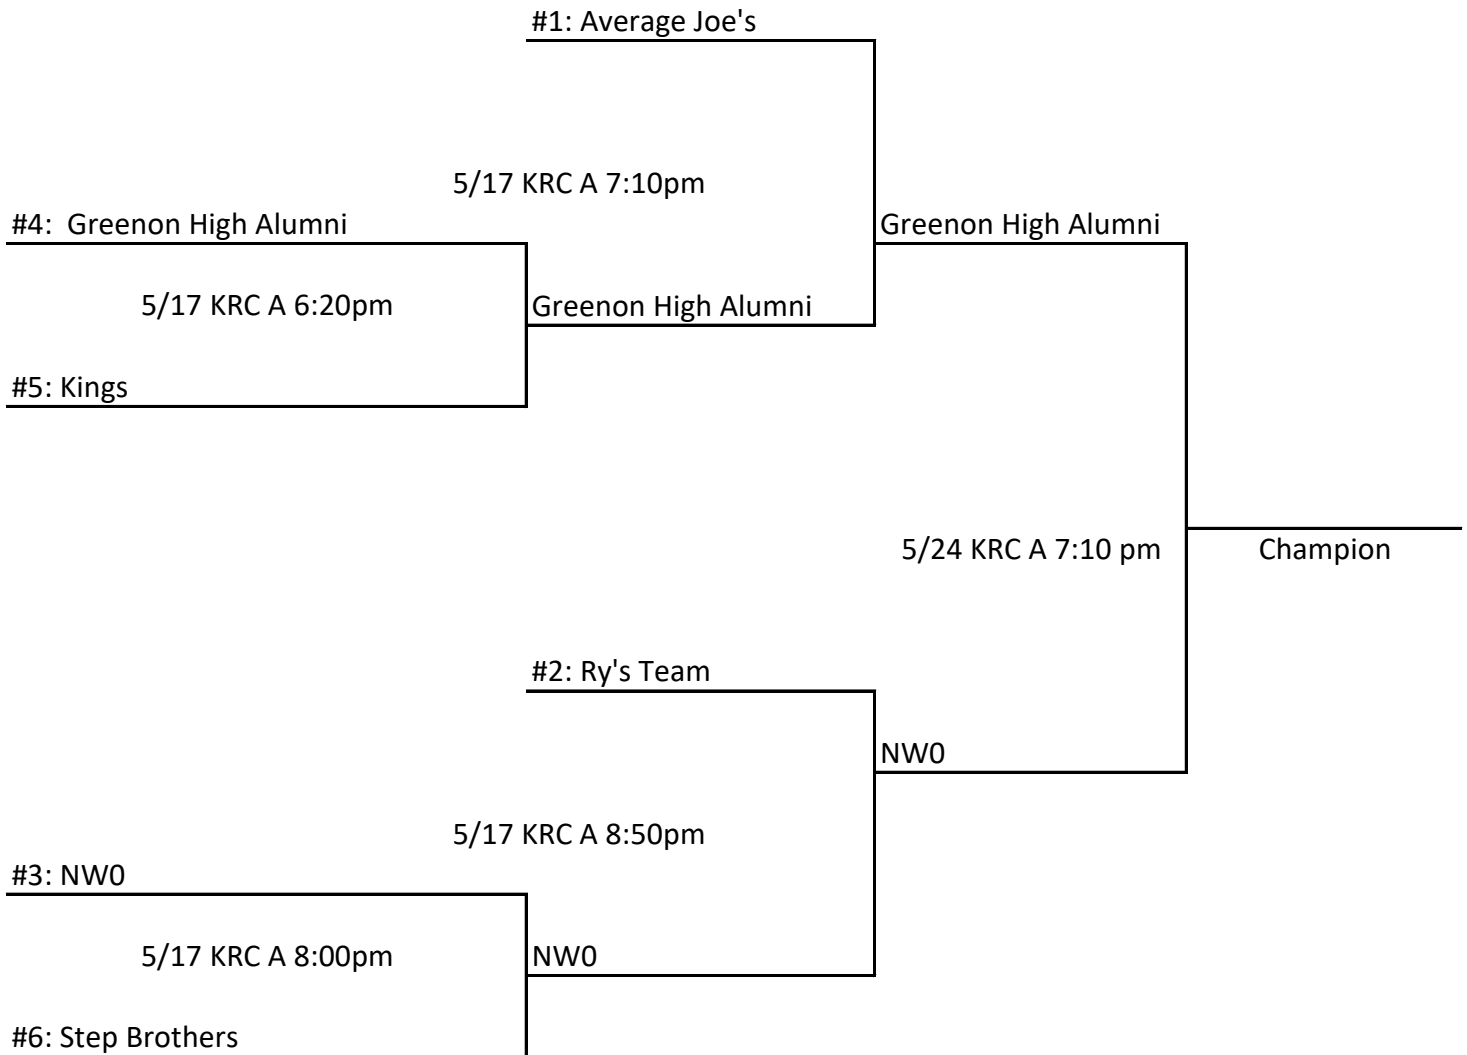 #1: Average Joe's
5/17 KRC A 7:10pm
#4:  Greenon High Alumni
Greenon High Alumni
5/17 KRC A 6:20pm
Greenon High Alumni
#5: Kings
5/24 KRC A 7:10 pm
Champion
#2: Ry's Team
NW0
5/17 KRC A 8:50pm
#3: NW0
5/17 KRC A 8:00pm
NW0
#6: Step Brothers